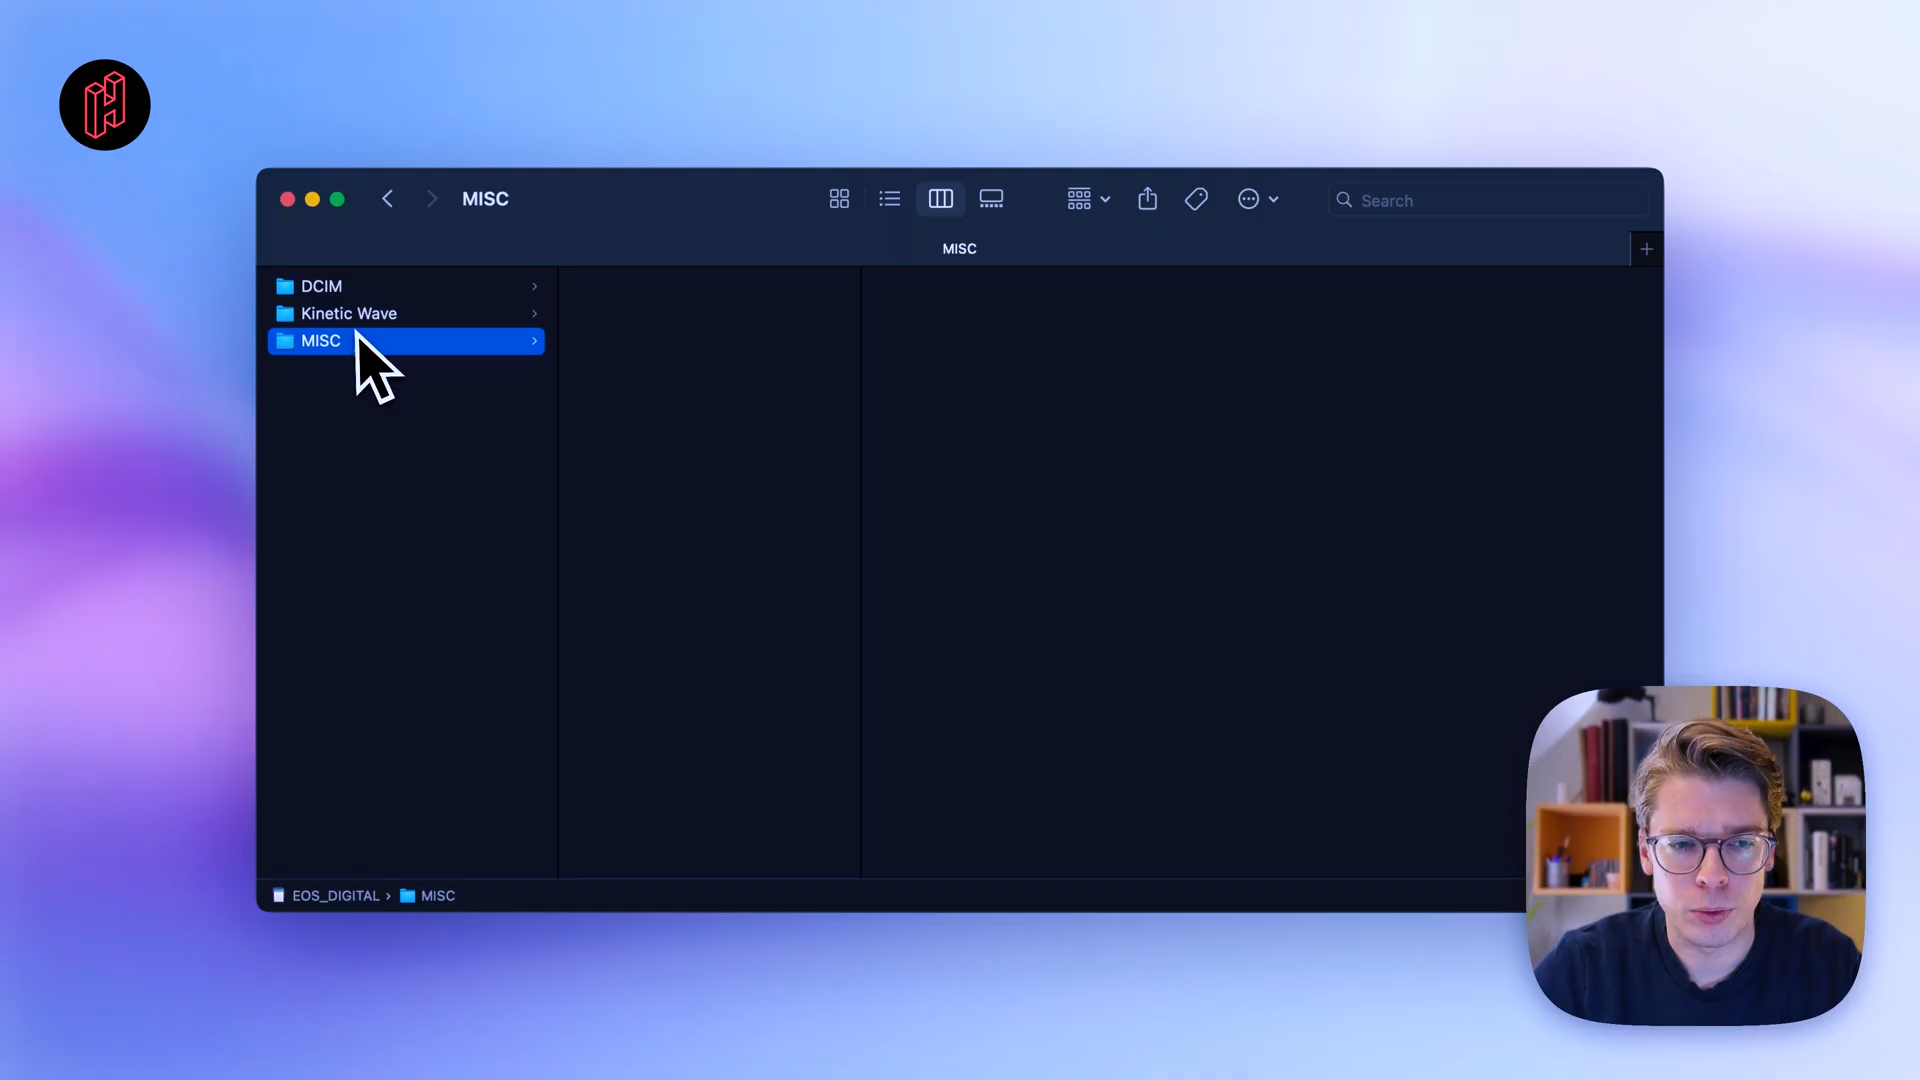 MISC
Search
MISC
DCIM
Kinetic Wave
MISC
EOS_DIGITAL › MISC